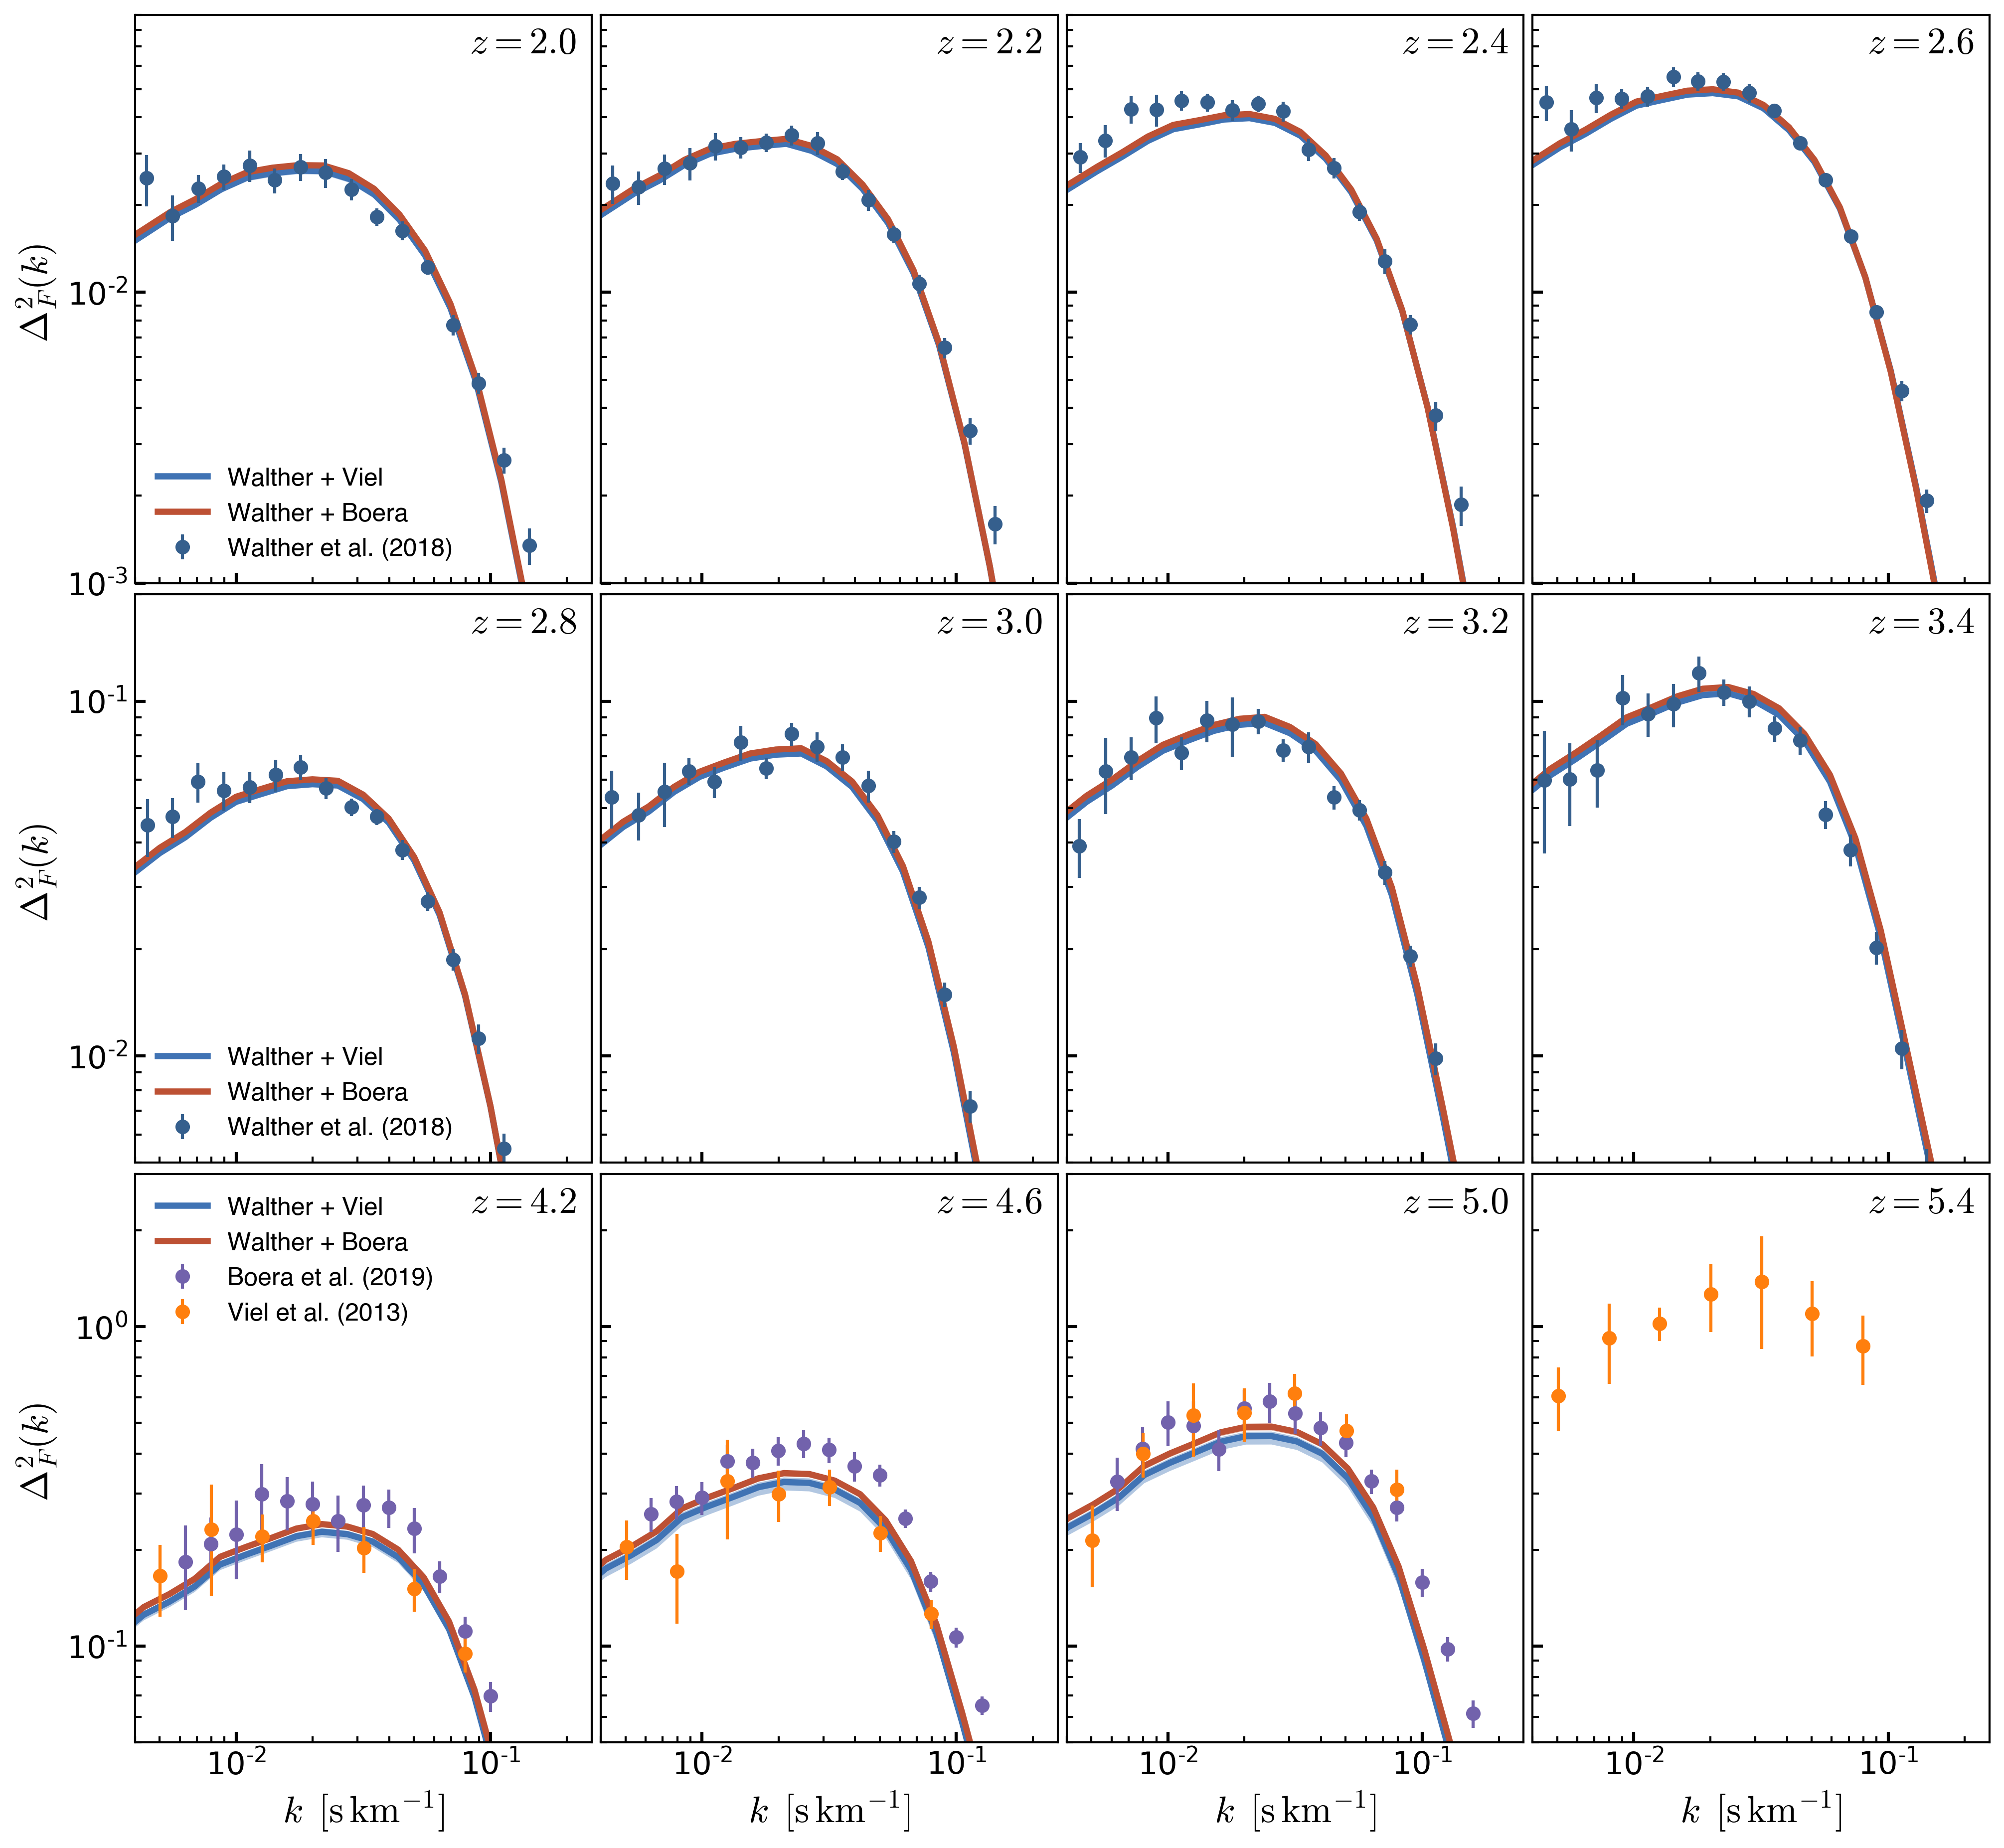 z = 2.0
z = 2.2
z = 2.4
z = 2.6
Δ²_F(k)
10⁻²
10⁻³
Walther + Viel
Walther + Boera
Walther et al. (2018)
z = 2.8
z = 3.0
z = 3.2
z = 3.4
Δ²_F(k)
10⁻¹
10⁻²
Walther + Viel
Walther + Boera
Walther et al. (2018)
z = 4.2
z = 4.6
z = 5.0
z = 5.4
Δ²_F(k)
10⁰
10⁻¹
Walther + Viel
Walther + Boera
Boera et al. (2019)
Viel et al. (2013)
10⁻² 10⁻¹ 10⁻² 10⁻¹ 10⁻² 10⁻¹ 10⁻² 10⁻¹
k [s km⁻¹] k [s km⁻¹] k [s km⁻¹] k [s km⁻¹]